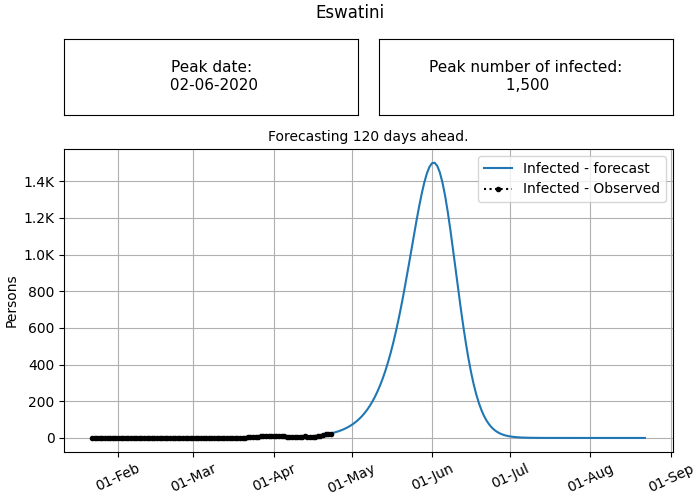 Eswatini
Peak date:
02-06-2020
Peak number of infected:
1,500
Forecasting 120 days ahead.
Infected - forecast
Infected - Observed
Persons
1.4K
1.2K
1.0K
800
600
400
200
0
01-Feb
01-Mar
01-Apr
01-May
01-Jun
01-Jul
01-Aug
01-Sep